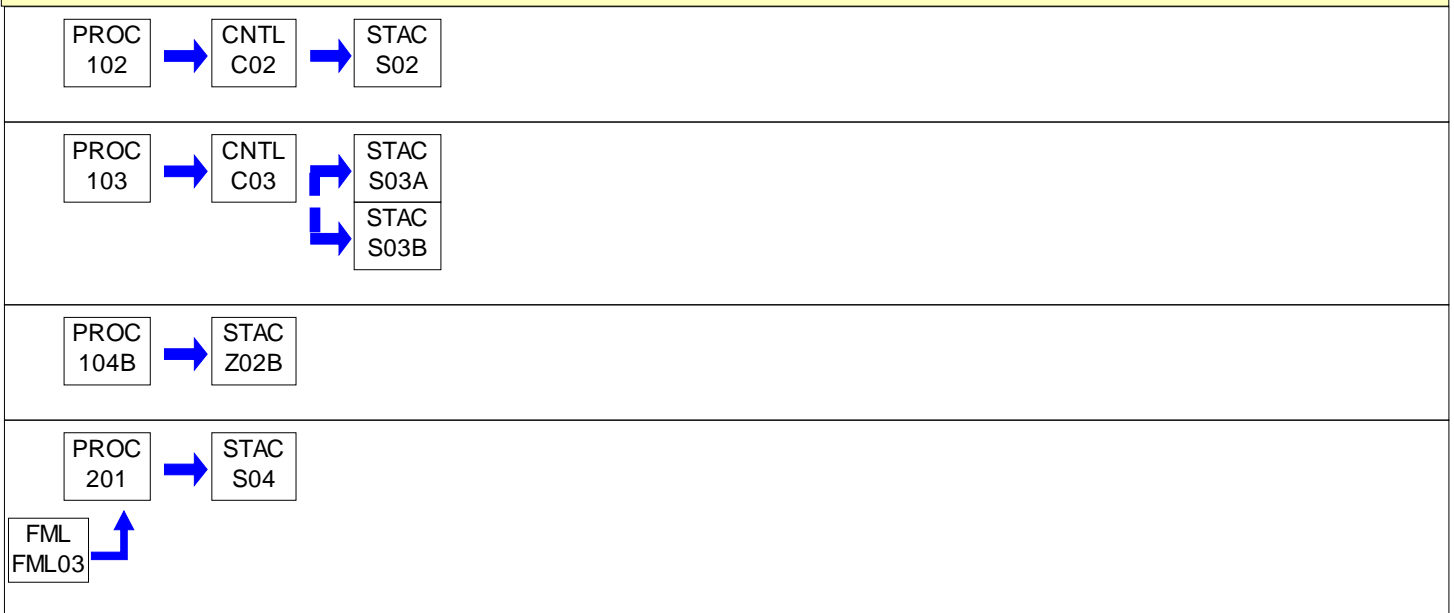 PROC
102
CNTL
C02
STAC
S02
PROC
103
CNTL
C03
STAC
S03A
STAC
S03B
PROC
104B
STAC
Z02B
PROC
201
STAC
S04
FML
FML03